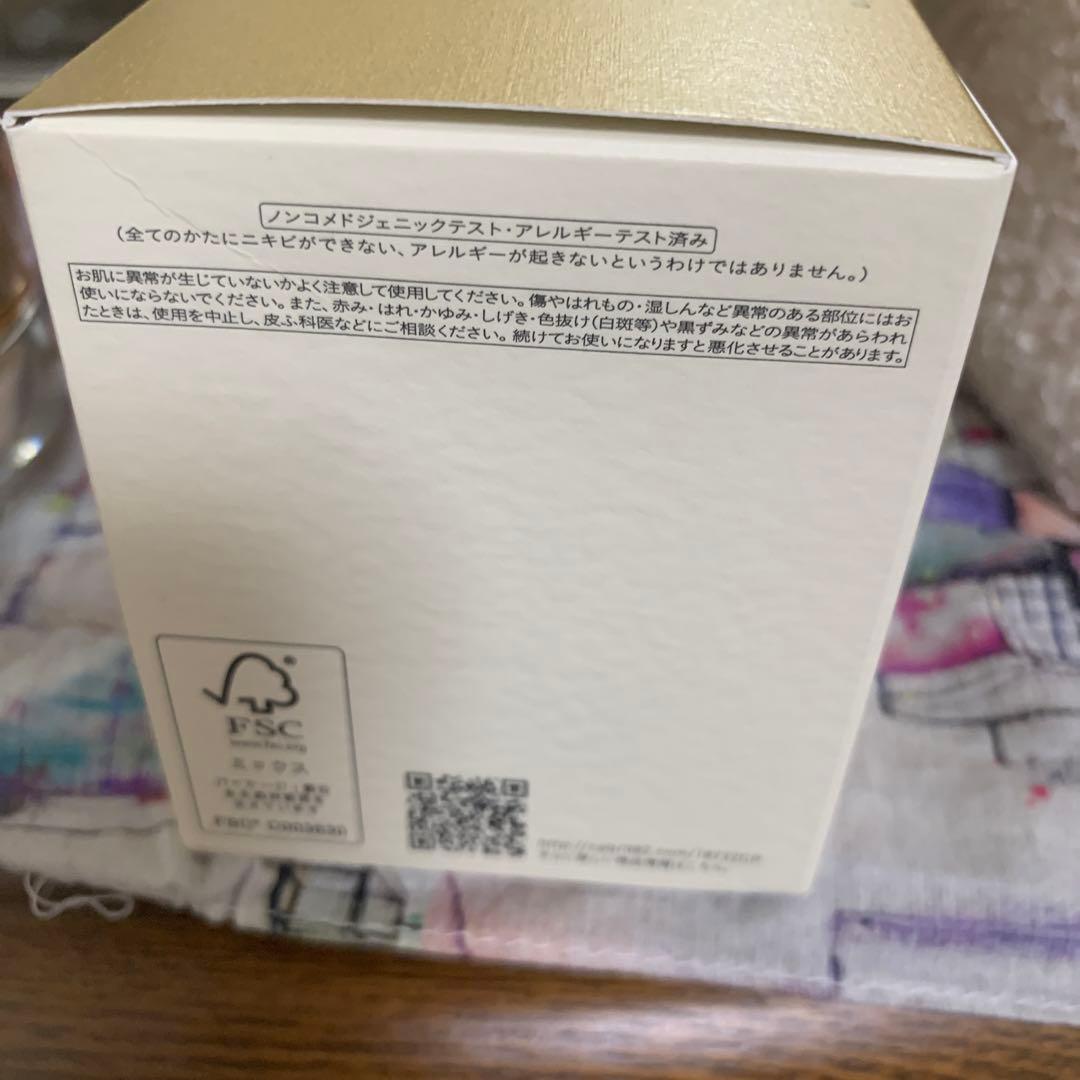 ノンコメドジェニックテスト・アレルギーテスト済み
（全てのかたにニキビができない、アレルギーが起きないというわけではありません。）
お肌に異常が生じていないかよく注意して使用してください。傷やはれもの・湿しんなど異常のある部位にはお
使いにならないでください。また、赤み・はれ・かゆみ・しげき・色抜け（白斑等）や黒ずみなどの異常があらわれ
たときは、使用を中止し、皮ふ科医などにご相談ください。続けてお使いになりますと悪化させることがあります。
FSC
www.fsc.org
ミックス